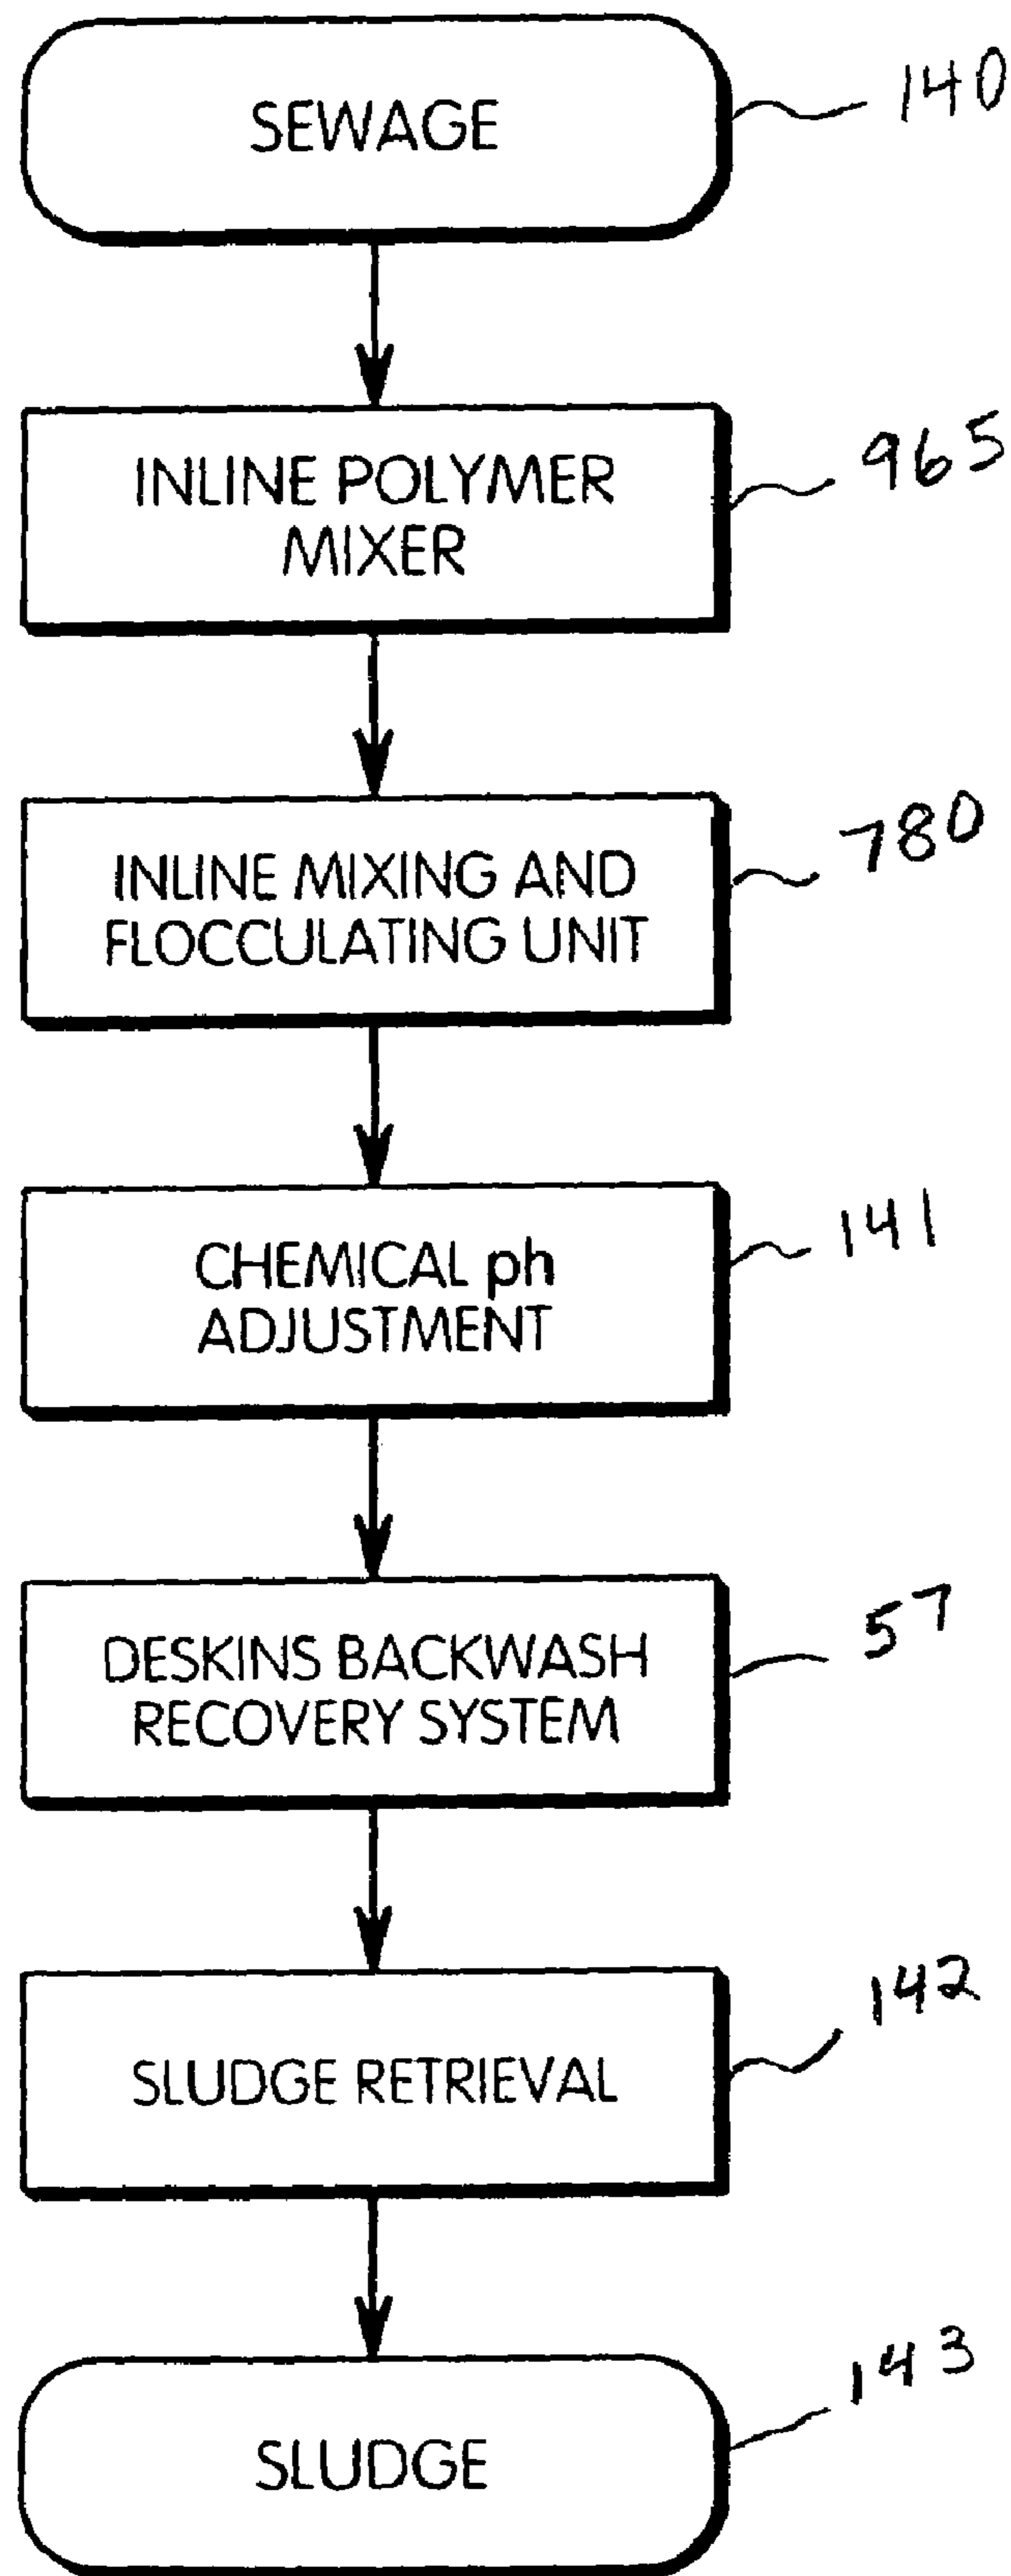 SEWAGE
140
INLINE POLYMER
MIXER
965
INLINE MIXING AND
FLOCCULATING UNIT
780
CHEMICAL ph
ADJUSTMENT
141
DESKINS BACKWASH
RECOVERY SYSTEM
57
SLUDGE RETRIEVAL
142
SLUDGE
143